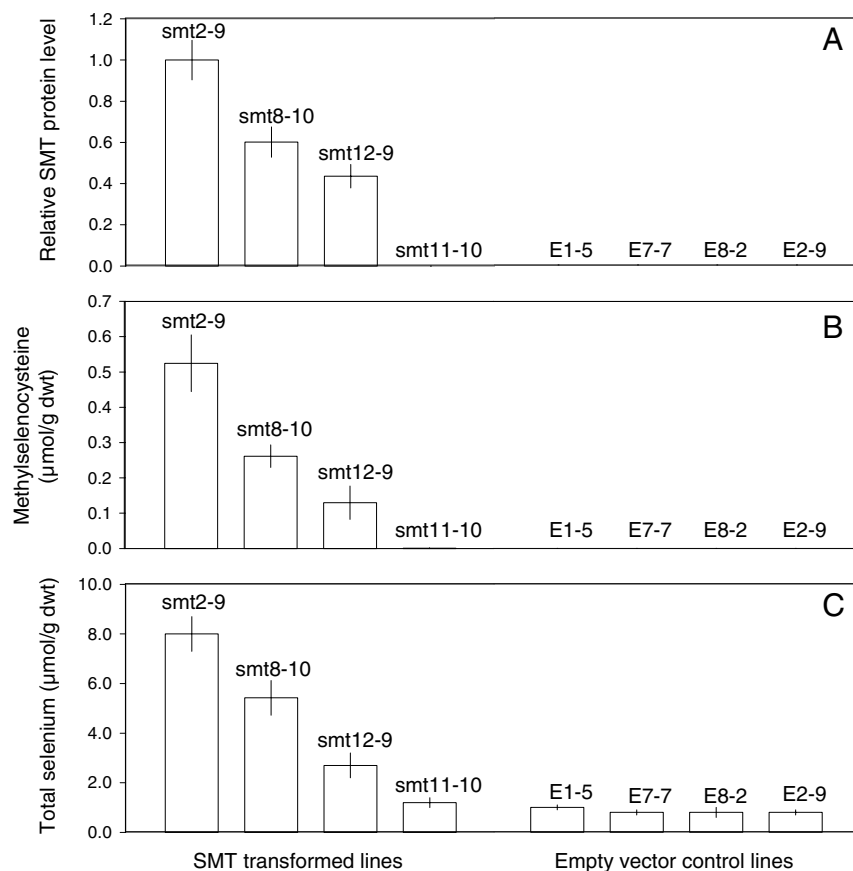 A
Relative SMT protein level
1.2
1.0
0.8
0.6
0.4
0.2
0.0
smt2-9
smt8-10
smt12-9
smt11-10
E1-5
E7-7
E8-2
E2-9
B
Methylselenocysteine
(µmol/g dwt)
0.7
0.6
0.5
0.4
0.3
0.2
0.1
0.0
smt2-9
smt8-10
smt12-9
smt11-10
E1-5
E7-7
E8-2
E2-9
C
Total selenium (µmol/g dwt)
10.0
8.0
6.0
4.0
2.0
0.0
smt2-9
smt8-10
smt12-9
smt11-10
E1-5
E7-7
E8-2
E2-9
SMT transformed lines
Empty vector control lines